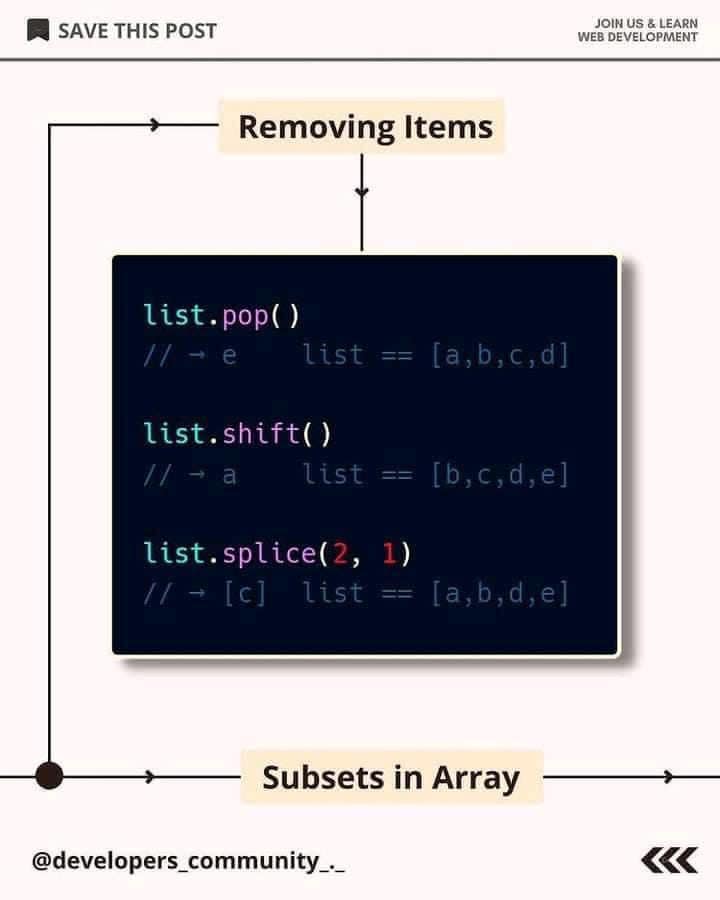 SAVE THIS POST
JOIN US & LEARN
WEB DEVELOPMENT
Removing Items
list.pop()
// → e    list == [a,b,c,d]
list.shift()
// → a    list == [b,c,d,e]
list.splice(2, 1)
// → [c]  list == [a,b,d,e]
Subsets in Array
@developers_community_._